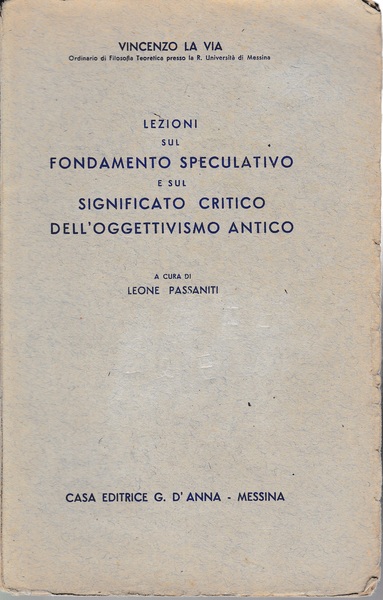 VINCENZO LA VIA
Ordinario di Filosofia Teoretica presso la R. Università di Messina
LEZIONI
SUL
FONDAMENTO SPECULATIVO
E SUL
SIGNIFICATO CRITICO
DELL'OGGETTIVISMO ANTICO
A CURA DI
LEONE PASSANITI
CASA EDITRICE G. D'ANNA - MESSINA